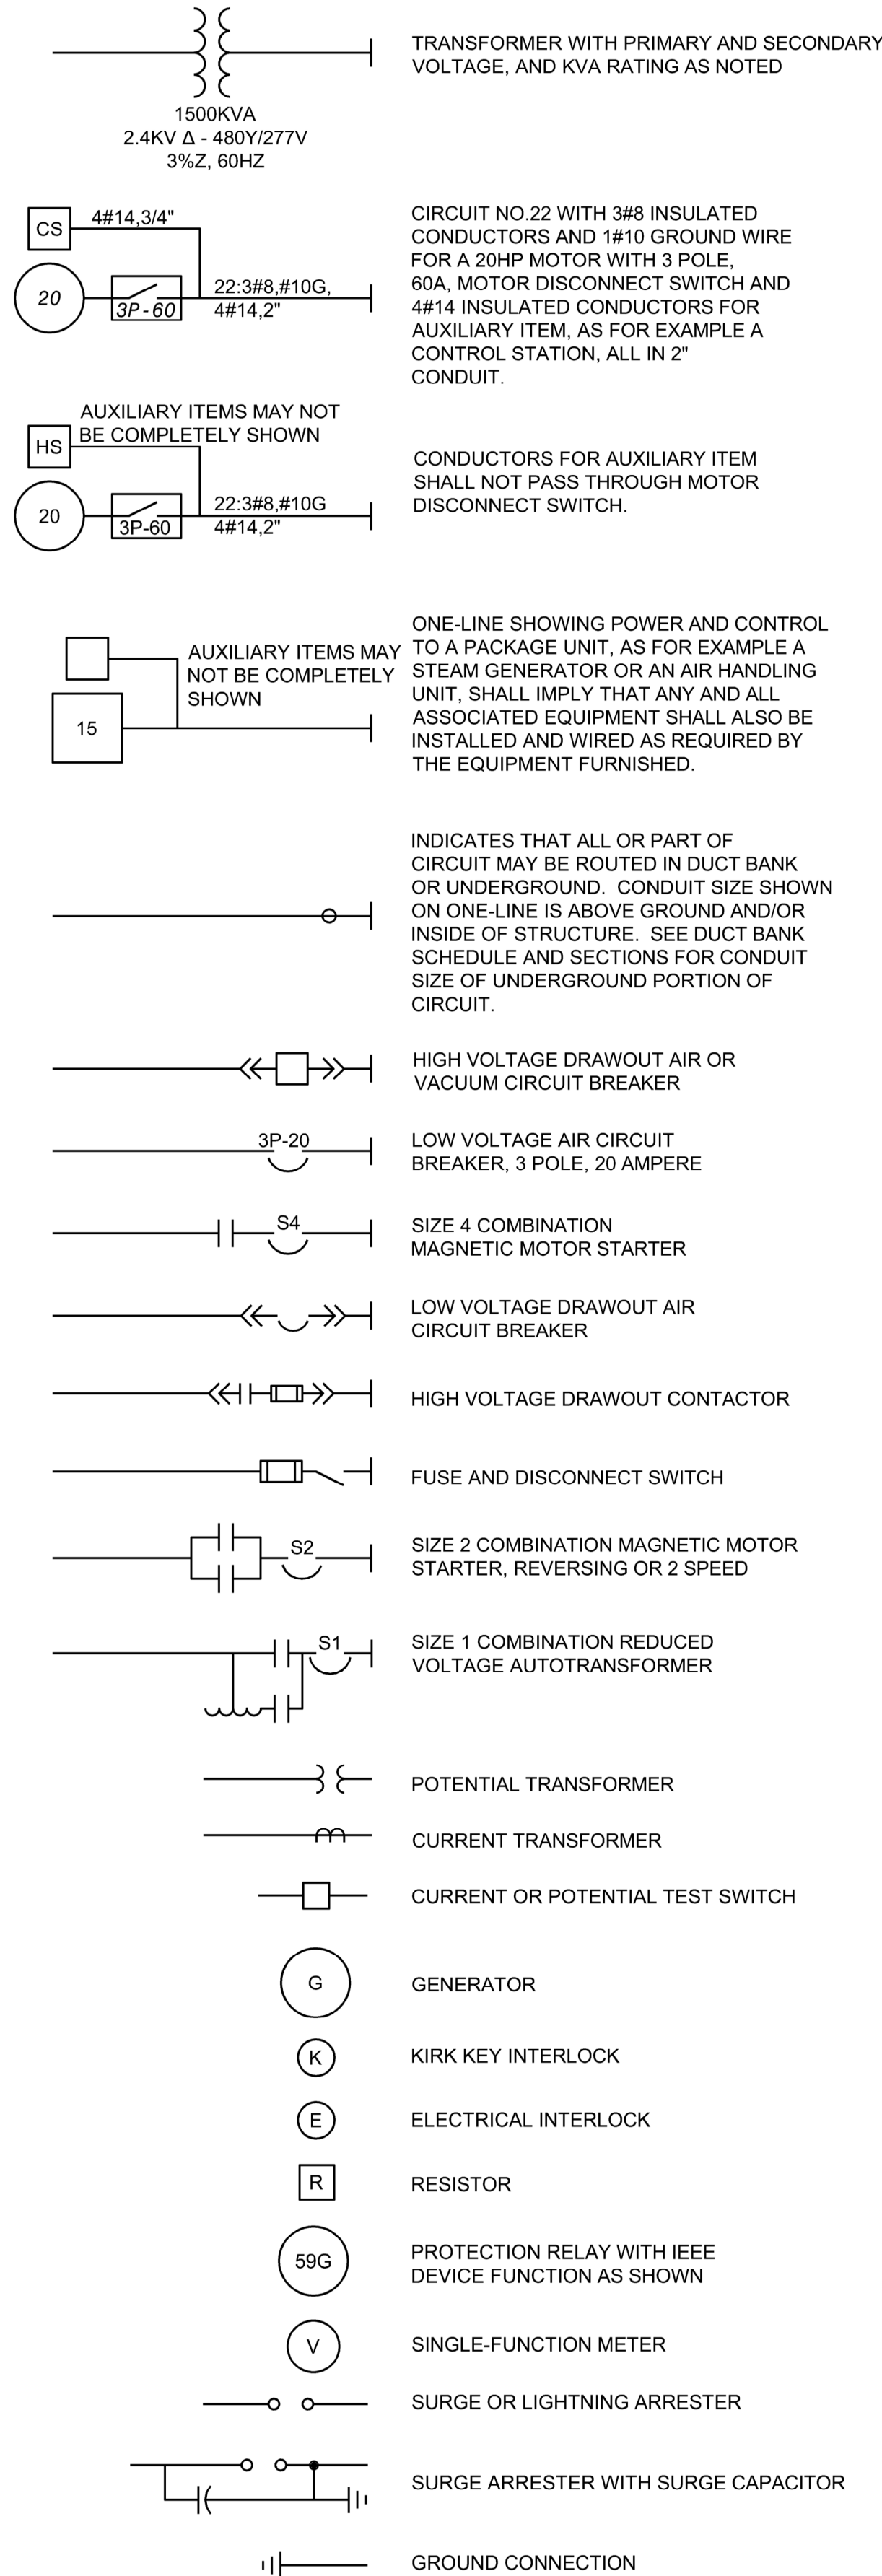 TRANSFORMER WITH PRIMARY AND SECONDARY
VOLTAGE, AND KVA RATING AS NOTED
1500KVA
2.4KV Δ - 480Y/277V
3%Z, 60HZ
CS
4#14,3/4"
20
3P-60
22:3#8,#10G,
4#14,2"
CIRCUIT NO.22 WITH 3#8 INSULATED
CONDUCTORS AND 1#10 GROUND WIRE
FOR A 20HP MOTOR WITH 3 POLE,
60A, MOTOR DISCONNECT SWITCH AND
4#14 INSULATED CONDUCTORS FOR
AUXILIARY ITEM, AS FOR EXAMPLE A
CONTROL STATION, ALL IN 2"
CONDUIT.
AUXILIARY ITEMS MAY NOT
BE COMPLETELY SHOWN
HS
20
3P-60
22:3#8,#10G
4#14,2"
CONDUCTORS FOR AUXILIARY ITEM
SHALL NOT PASS THROUGH MOTOR
DISCONNECT SWITCH.
AUXILIARY ITEMS MAY
NOT BE COMPLETELY
SHOWN
15
ONE-LINE SHOWING POWER AND CONTROL
TO A PACKAGE UNIT, AS FOR EXAMPLE A
STEAM GENERATOR OR AN AIR HANDLING
UNIT, SHALL IMPLY THAT ANY AND ALL
ASSOCIATED EQUIPMENT SHALL ALSO BE
INSTALLED AND WIRED AS REQUIRED BY
THE EQUIPMENT FURNISHED.
INDICATES THAT ALL OR PART OF
CIRCUIT MAY BE ROUTED IN DUCT BANK
OR UNDERGROUND. CONDUIT SIZE SHOWN
ON ONE-LINE IS ABOVE GROUND AND/OR
INSIDE OF STRUCTURE. SEE DUCT BANK
SCHEDULE AND SECTIONS FOR CONDUIT
SIZE OF UNDERGROUND PORTION OF
CIRCUIT.
HIGH VOLTAGE DRAWOUT AIR OR
VACUUM CIRCUIT BREAKER
3P-20
LOW VOLTAGE AIR CIRCUIT
BREAKER, 3 POLE, 20 AMPERE
S4
SIZE 4 COMBINATION
MAGNETIC MOTOR STARTER
LOW VOLTAGE DRAWOUT AIR
CIRCUIT BREAKER
HIGH VOLTAGE DRAWOUT CONTACTOR
FUSE AND DISCONNECT SWITCH
S2
SIZE 2 COMBINATION MAGNETIC MOTOR
STARTER, REVERSING OR 2 SPEED
S1
SIZE 1 COMBINATION REDUCED
VOLTAGE AUTOTRANSFORMER
POTENTIAL TRANSFORMER
CURRENT TRANSFORMER
CURRENT OR POTENTIAL TEST SWITCH
G
GENERATOR
K
KIRK KEY INTERLOCK
E
ELECTRICAL INTERLOCK
R
RESISTOR
59G
PROTECTION RELAY WITH IEEE
DEVICE FUNCTION AS SHOWN
V
SINGLE-FUNCTION METER
SURGE OR LIGHTNING ARRESTER
SURGE ARRESTER WITH SURGE CAPACITOR
GROUND CONNECTION